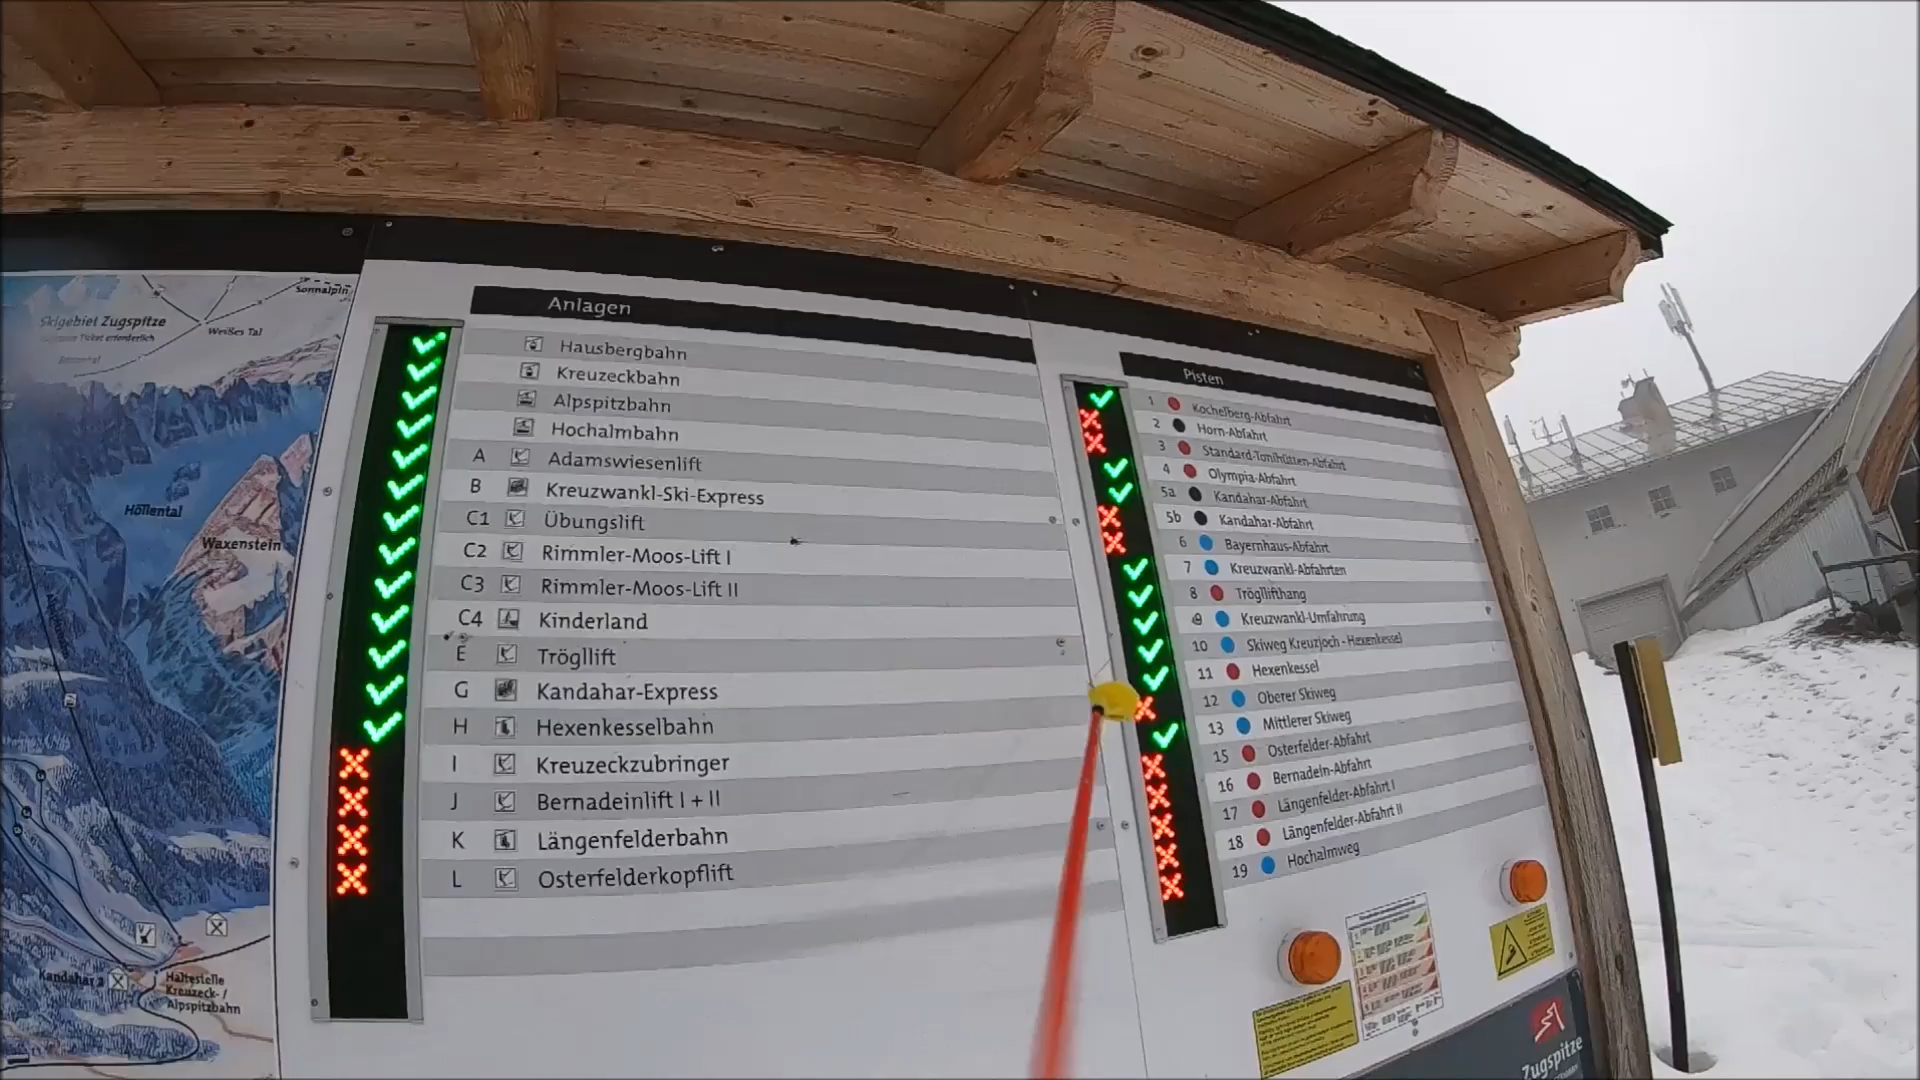 Sonnalpin
Skigebiet Zugspitze
Weißes Tal
Höllental
Waxenstein
Kandahar 2
Haltestelle
Kreuzeck- /
Alpspitzbahn
Anlagen
Hausbergbahn
Kreuzeckbahn
Alpspitzbahn
Hochalmbahn
A Adamswiesenlift
B Kreuzwankl-Ski-Express
C1 Übungslift
C2 Rimmler-Moos-Lift I
C3 Rimmler-Moos-Lift II
C4 Kinderland
E Trögllift
G Kandahar-Express
H Hexenkesselbahn
I Kreuzeckzubringer
J Bernadeinlift I + II
K Längenfelderbahn
L Osterfelderkopflift
Pisten
1 Kochelberg-Abfahrt
2 Horn-Abfahrt
3 Standard-Tonihütten-Abfahrt
4 Olympia-Abfahrt
5a Kandahar-Abfahrt
5b Kandahar-Abfahrt
6 Bayernhaus-Abfahrt
7 Kreuzwankl-Abfahrten
8 Tröglifthang
9 Kreuzwankl-Umfahrung
10 Skiweg Kreuzjoch - Hexenkessel
11 Hexenkessel
12 Oberer Skiweg
13 Mittlerer Skiweg
15 Osterfelder-Abfahrt
16 Bernadein-Abfahrt
17 Längenfelder-Abfahrt I
18 Längenfelder-Abfahrt II
19 Hochalmweg
Zugspitze